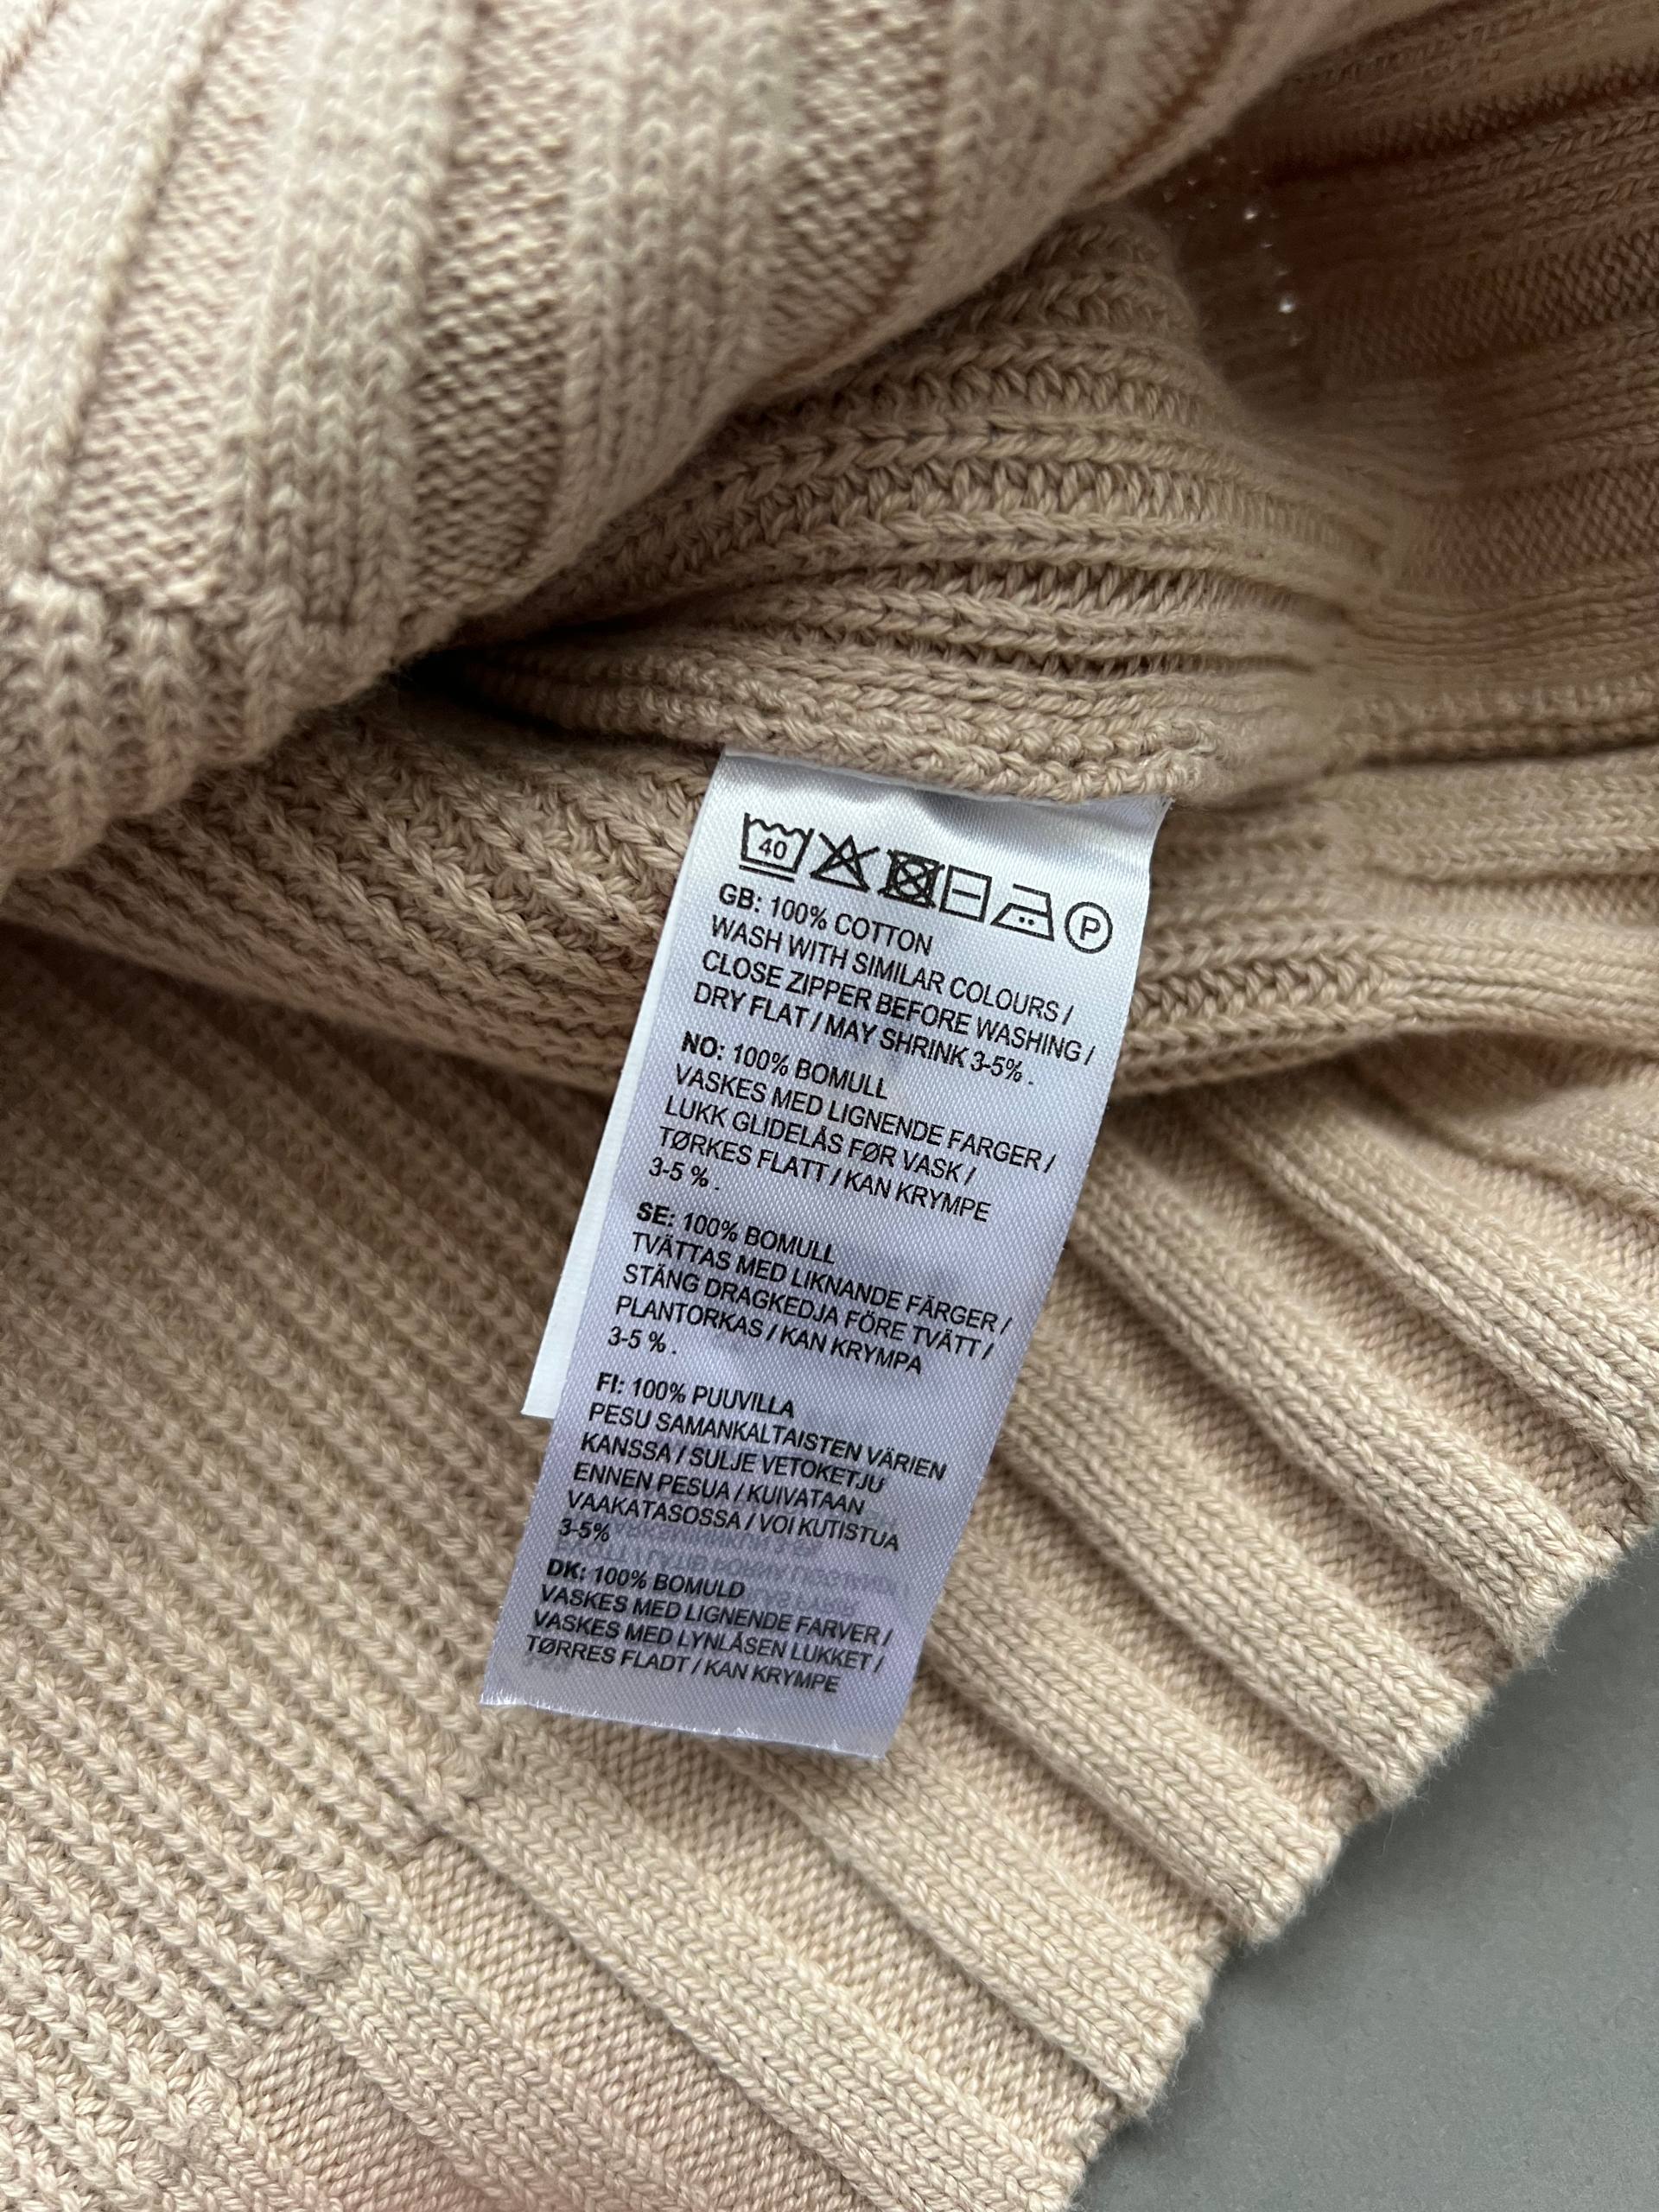 40
P
GB: 100% COTTON
WASH WITH SIMILAR COLOURS /
CLOSE ZIPPER BEFORE WASHING /
DRY FLAT / MAY SHRINK 3-5% .
NO: 100% BOMULL
VASKES MED LIGNENDE FARGER /
LUKK GLIDELÅS FØR VASK /
TØRKES FLATT / KAN KRYMPE
3-5 % .
SE: 100% BOMULL
TVÄTTAS MED LIKNANDE FÄRGER /
STÄNG DRAGKEDJA FÖRE TVÄTT /
PLANTORKAS / KAN KRYMPA
3-5 % .
FI: 100% PUUVILLA
PESU SAMANKALTAISTEN VÄRIEN
KANSSA / SULJE VETOKETJU
ENNEN PESUA / KUIVATAAN
VAAKATASOSSA / VOI KUTISTUA
3-5%
DK: 100% BOMULD
VASKES MED LIGNENDE FARVER /
VASKES MED LYNLÅSEN LUKKET /
TØRRES FLADT / KAN KRYMPE